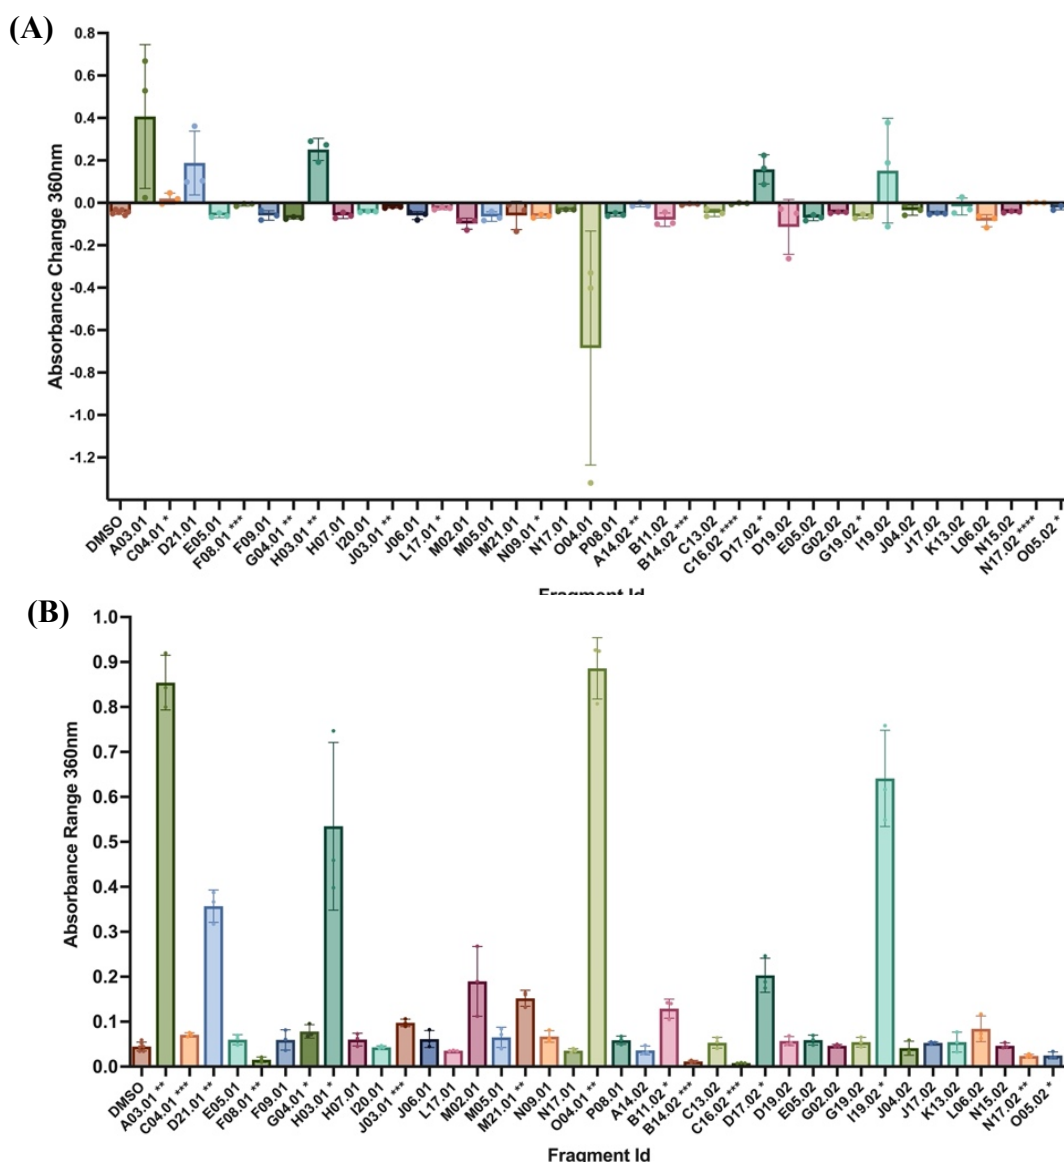 (A)
0.8
0.6
0.4
0.2
0.0
-0.2
-0.4
-0.6
-0.8
-1.0
-1.2
Absorbance Change 360nm
DMSO
A03.01
C04.01 *
D21.01
E05.01
F08.01 ***
F09.01
G04.01 **
H03.01 **
H07.01
I20.01
J03.01 **
J06.01
L17.01 *
M02.01
M05.01
M21.01
N09.01 *
N17.01
O04.01
P08.01
A14.02 **
B11.02
B14.02 ***
C13.02
C16.02 ****
D17.02 *
D19.02
E05.02
G02.02
G19.02 *
I19.02
J04.02
J17.02
K13.02
L06.02
N15.02
N17.02 ****
O05.02 *
Fragment Id
(B)
1.0
0.9
0.8
0.7
0.6
0.5
0.4
0.3
0.2
0.1
0.0
Absorbance Range 360nm
DMSO
A03.01 **
C04.01 ***
D21.01 **
E05.01
F08.01 **
F09.01
G04.01 *
H03.01 *
H07.01
I20.01
J03.01 ***
J06.01
L17.01
M02.01
M05.01
M21.01 **
N09.01
N17.01
O04.01 **
P08.01
A14.02
B11.02 *
B14.02 ***
C13.02
C16.02 ***
D17.02 *
D19.02
E05.02
G02.02
G19.02
I19.02 *
J04.02
J17.02
K13.02
L06.02
N15.02
N17.02 **
O05.02 *
Fragment Id